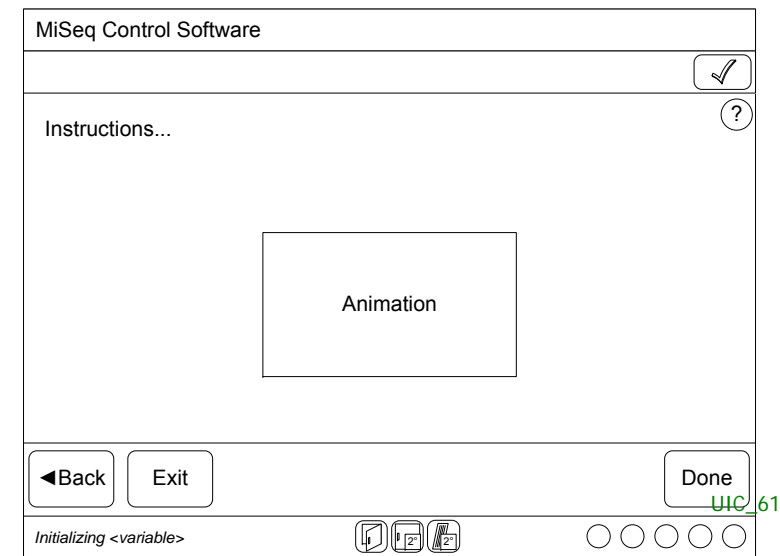 MiSeq Control Software
?
Instructions...
Animation
◄Back Exit Done
UIC_61
Initializing <variable> 2° 2°